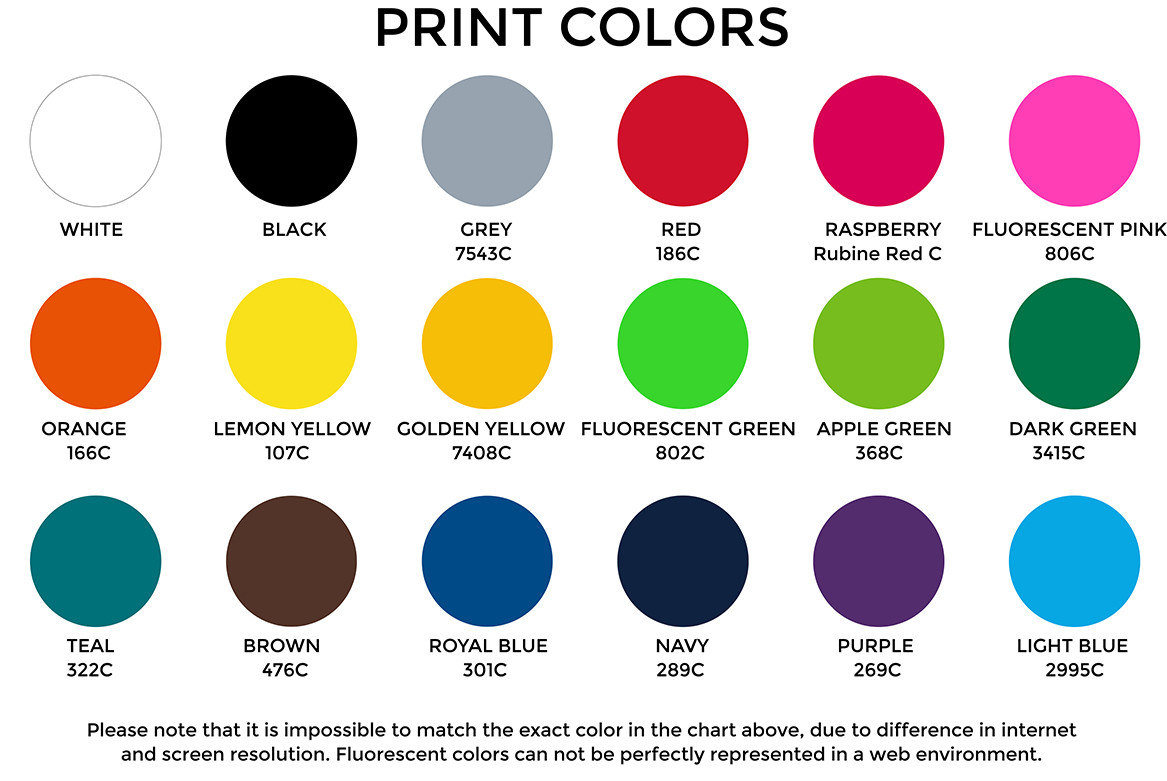 PRINT COLORS
WHITE
BLACK
GREY
7543C
RED
186C
RASPBERRY
Rubine Red C
FLUORESCENT PINK
806C
ORANGE
166C
LEMON YELLOW
107C
GOLDEN YELLOW
7408C
FLUORESCENT GREEN
802C
APPLE GREEN
368C
DARK GREEN
3415C
TEAL
322C
BROWN
476C
ROYAL BLUE
301C
NAVY
289C
PURPLE
269C
LIGHT BLUE
2995C
Please note that it is impossible to match the exact color in the chart above, due to difference in internet
and screen resolution. Fluorescent colors can not be perfectly represented in a web environment.